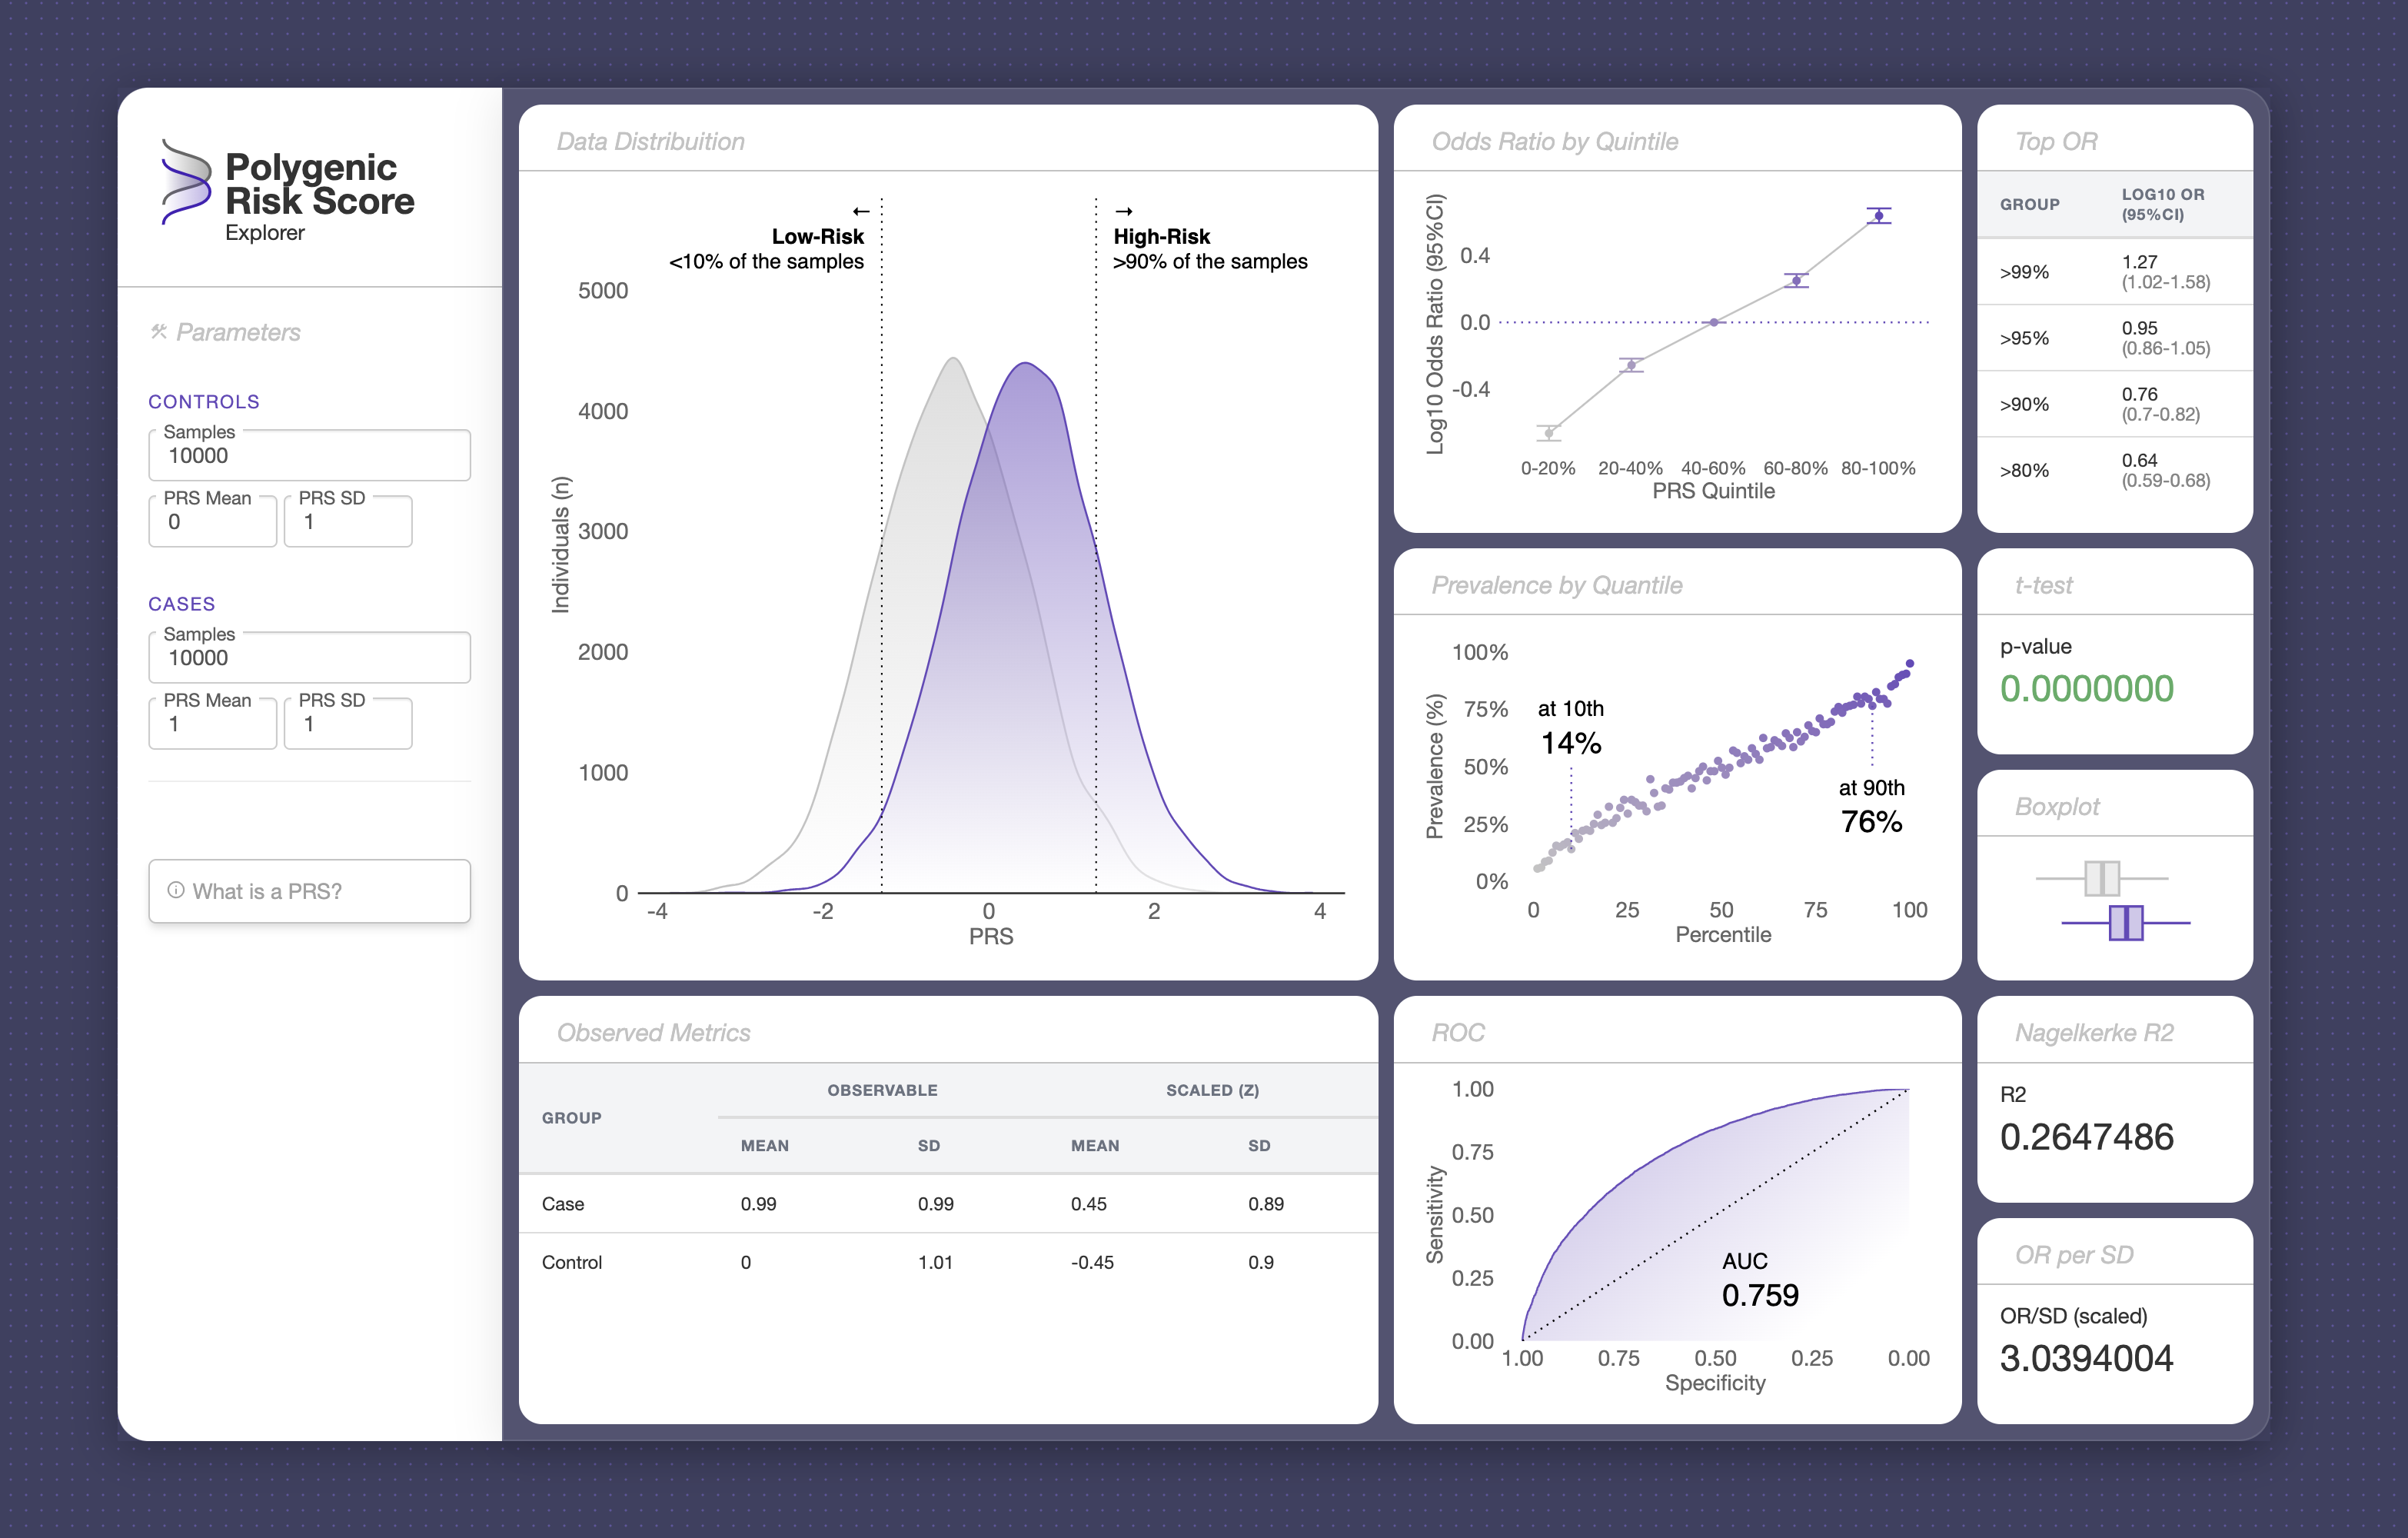 Polygenic
Risk Score
Explorer
Parameters
CONTROLS
Samples
10000
PRS Mean
0
PRS SD
1
CASES
Samples
10000
PRS Mean
1
PRS SD
1
What is a PRS?
Data Distribuition
←
Low-Risk
<10% of the samples
→
High-Risk
>90% of the samples
Individuals (n)
5000
4000
3000
2000
1000
0
-4
-2
0
2
4
PRS
Observed Metrics
GROUP
OBSERVABLE
SCALED (Z)
MEAN
SD
MEAN
SD
Case
0.99
0.99
0.45
0.89
Control
0
1.01
-0.45
0.9
Odds Ratio by Quintile
Log10 Odds Ratio (95%CI)
0.4
0.0
-0.4
0-20%
20-40%
40-60%
60-80%
80-100%
PRS Quintile
Prevalence by Quantile
Prevalence (%)
100%
75%
50%
25%
0%
at 10th
14%
at 90th
76%
0
25
50
75
100
Percentile
ROC
Sensitivity
1.00
0.75
0.50
0.25
0.00
AUC
0.759
1.00
0.75
0.50
0.25
0.00
Specificity
Top OR
GROUP
LOG10 OR
(95%CI)
>99%
1.27
(1.02-1.58)
>95%
0.95
(0.86-1.05)
>90%
0.76
(0.7-0.82)
>80%
0.64
(0.59-0.68)
t-test
p-value
0.0000000
Boxplot
Nagelkerke R2
R2
0.2647486
OR per SD
OR/SD (scaled)
3.0394004